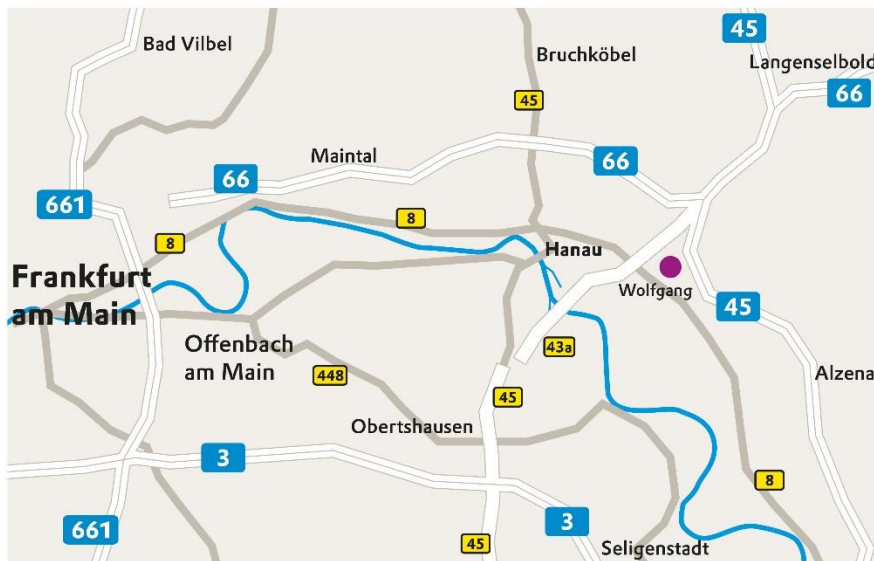 45
Bad Vilbel
Bruchköbel
Langenselbold
66
45
Maintal
66
66
661
8
8
Hanau
Frankfurt
am Main
Wolfgang
45
Offenbach
am Main
43a
448
Alzena
45
Obertshausen
3
8
661
3
45
Seligenstadt